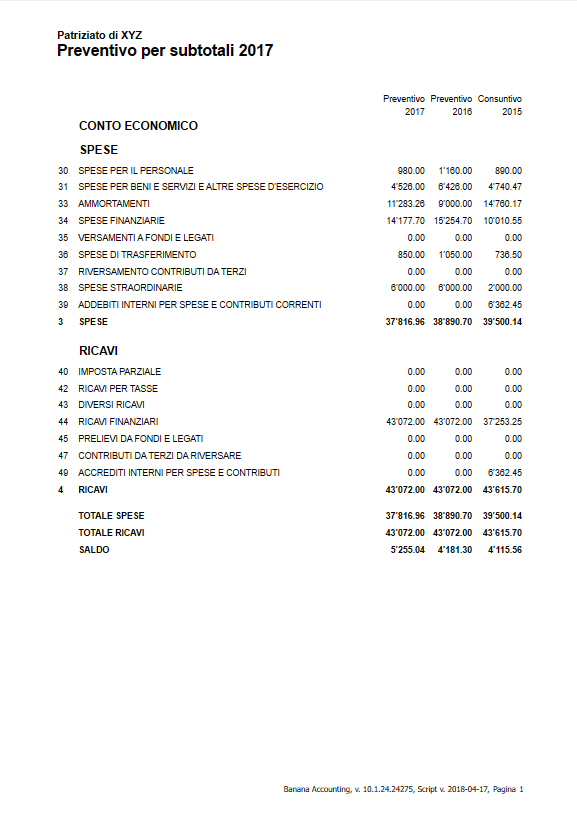 Patriziato di XYZ
Preventivo per subtotali 2017
Preventivo Preventivo Consuntivo
2017 2016 2015
CONTO ECONOMICO
SPESE
30 SPESE PER IL PERSONALE 980.00 1'160.00 890.00
31 SPESE PER BENI E SERVIZI E ALTRE SPESE D'ESERCIZIO 4'526.00 6'426.00 4'740.47
33 AMMORTAMENTI 11'283.26 9'000.00 14'760.17
34 SPESE FINANZIARIE 14'177.70 15'254.70 10'010.55
35 VERSAMENTI A FONDI E LEGATI 0.00 0.00 0.00
36 SPESE DI TRASFERIMENTO 850.00 1'050.00 736.50
37 RIVERSAMENTO CONTRIBUTI DA TERZI 0.00 0.00 0.00
38 SPESE STRAORDINARIE 6'000.00 6'000.00 2'000.00
39 ADDEBITI INTERNI PER SPESE E CONTRIBUTI CORRENTI 0.00 0.00 6'362.45
3 SPESE 37'816.96 38'890.70 39'500.14
RICAVI
40 IMPOSTA PARZIALE 0.00 0.00 0.00
42 RICAVI PER TASSE 0.00 0.00 0.00
43 DIVERSI RICAVI 0.00 0.00 0.00
44 RICAVI FINANZIARI 43'072.00 43'072.00 37'253.25
45 PRELIEVI DA FONDI E LEGATI 0.00 0.00 0.00
47 CONTRIBUTI DA TERZI DA RIVERSARE 0.00 0.00 0.00
49 ACCREDITI INTERNI PER SPESE E CONTRIBUTI 0.00 0.00 6'362.45
4 RICAVI 43'072.00 43'072.00 43'615.70
TOTALE SPESE 37'816.96 38'890.70 39'500.14
TOTALE RICAVI 43'072.00 43'072.00 43'615.70
SALDO 5'255.04 4'181.30 4'115.56
Banana Accounting, v. 10.1.24.24275, Script v. 2018-04-17, Pagina 1